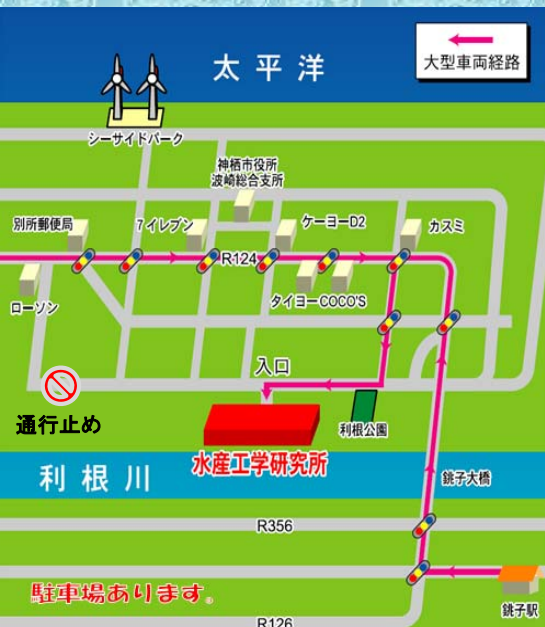 大型車両経路
太平洋
シーサイドパーク
神栖市役所
波崎総合支所
別所郵便局
7イレブン
ケーヨーD2
カスミ
R124
ローソン
タイヨー
COCO'S
入口
通行止め
利根公園
水産工学研究所
利根川
銚子大橋
R356
駐車場あります。
銚子駅
R126